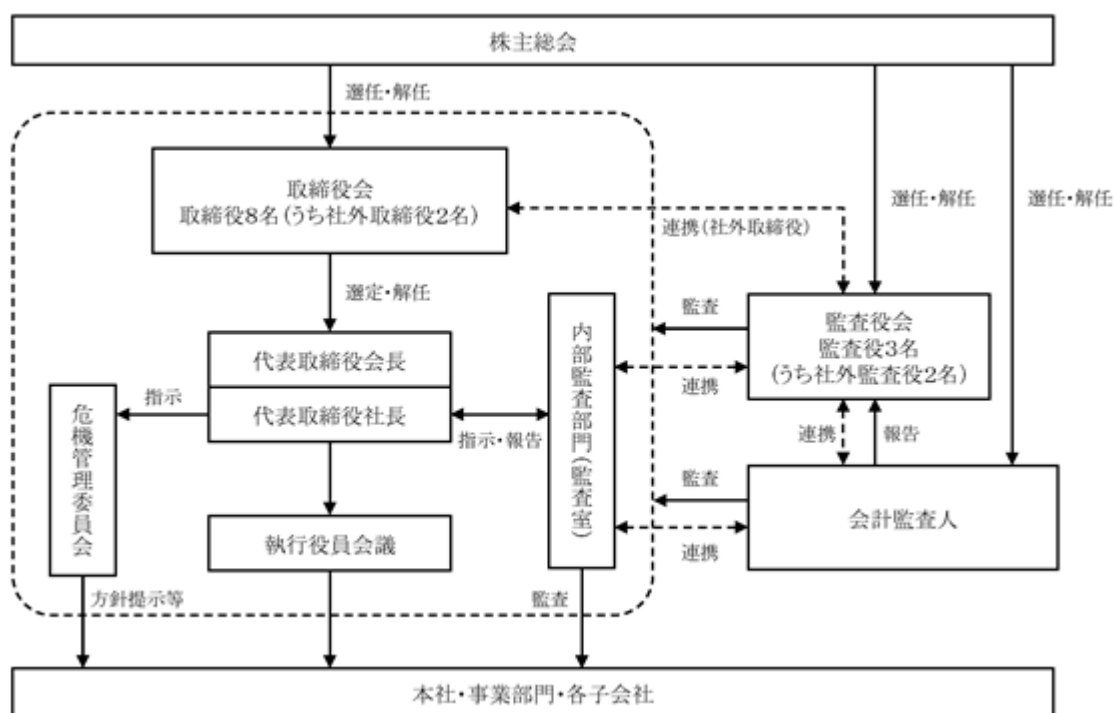 株主総会
選任・解任
選任・解任
選任・解任
取締役会
取締役8名(うち社外取締役2名)
連携(社外取締役)
選定・解任
監査
監査役会
監査役3名
(うち社外監査役2名)
代表取締役会長
代表取締役社長
内部監査部門(監査室)
連携
指示
指示・報告
危機管理委員会
連携
報告
監査
会計監査人
執行役員会議
連携
方針提示等
監査
本社・事業部門・各子会社